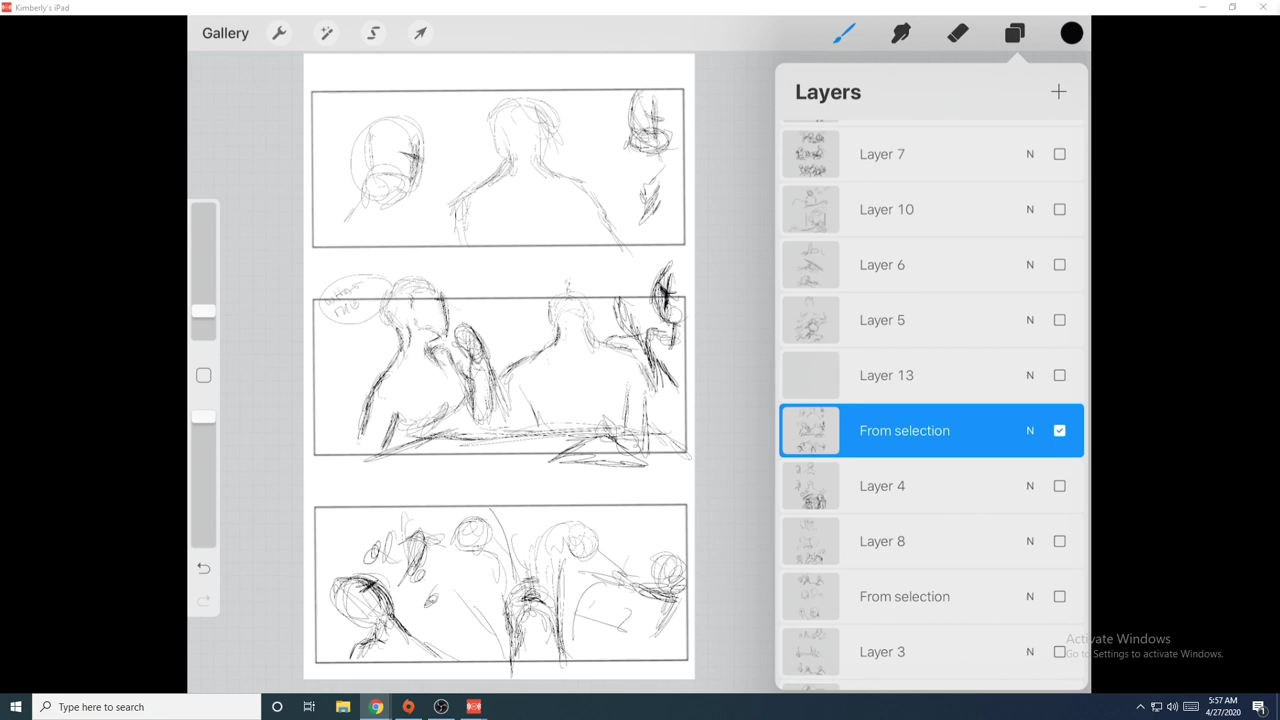 Kimberly's iPad
Gallery
Layers
Layer 7 N
Layer 10 N
Layer 6 N
Layer 5 N
Layer 13 N
From selection N
Layer 4 N
Layer 8 N
From selection N
Layer 3 N
Activate Windows
Go to Settings to activate Windows.
Type here to search
5:57 AM
4/27/2020
1